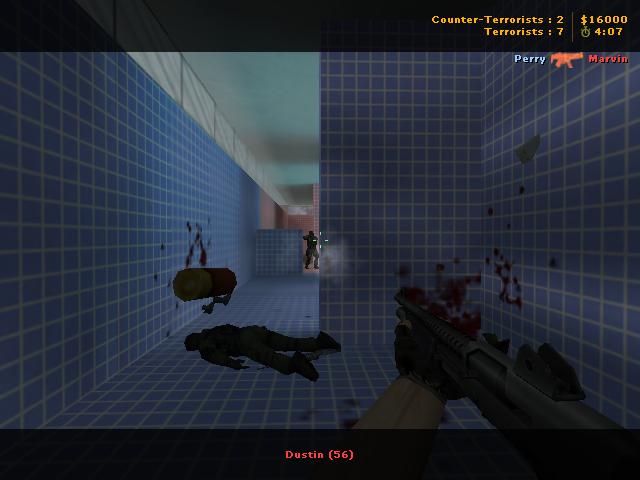 Counter-Terrorists : 2 $16000
Terrorists : 7 4:07
Perry Marvin
Dustin (56)